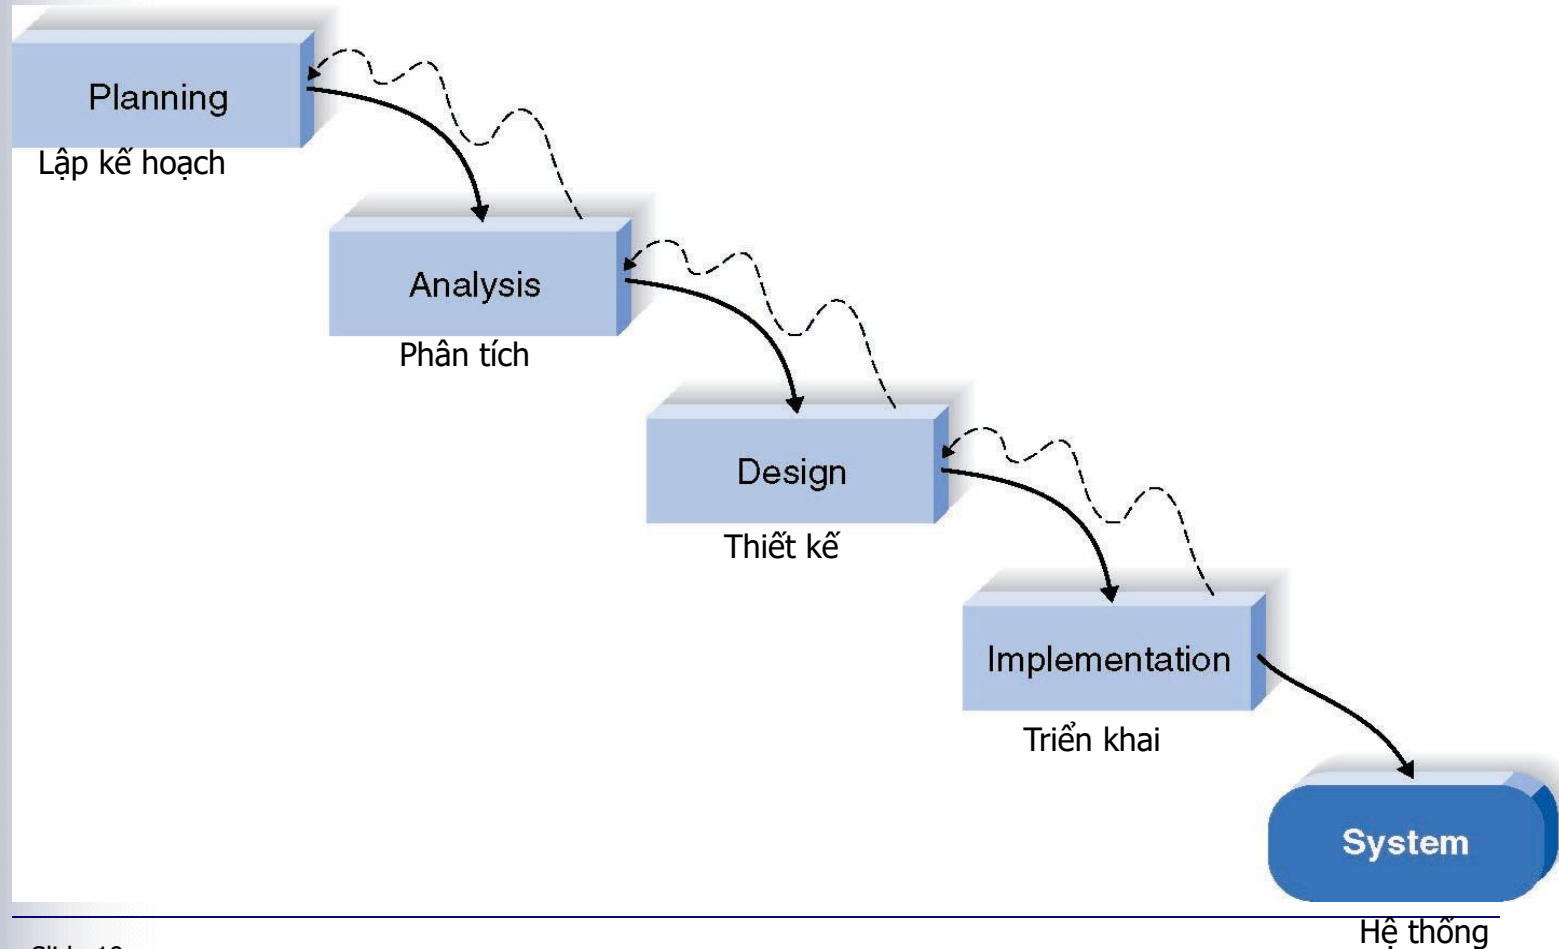 Planning
Lập kế hoạch
Analysis
Phân tích
Design
Thiết kế
Implementation
Triển khai
System
Hệ thống